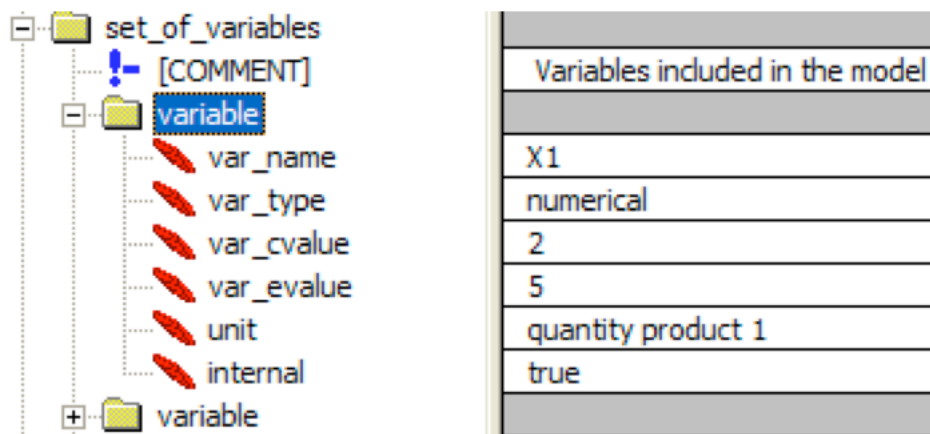 set_of_variables
[COMMENT] Variables included in the model
variable
var_name X1
var_type numerical
var_cvalue 2
var_evalue 5
unit quantity product 1
internal true
variable